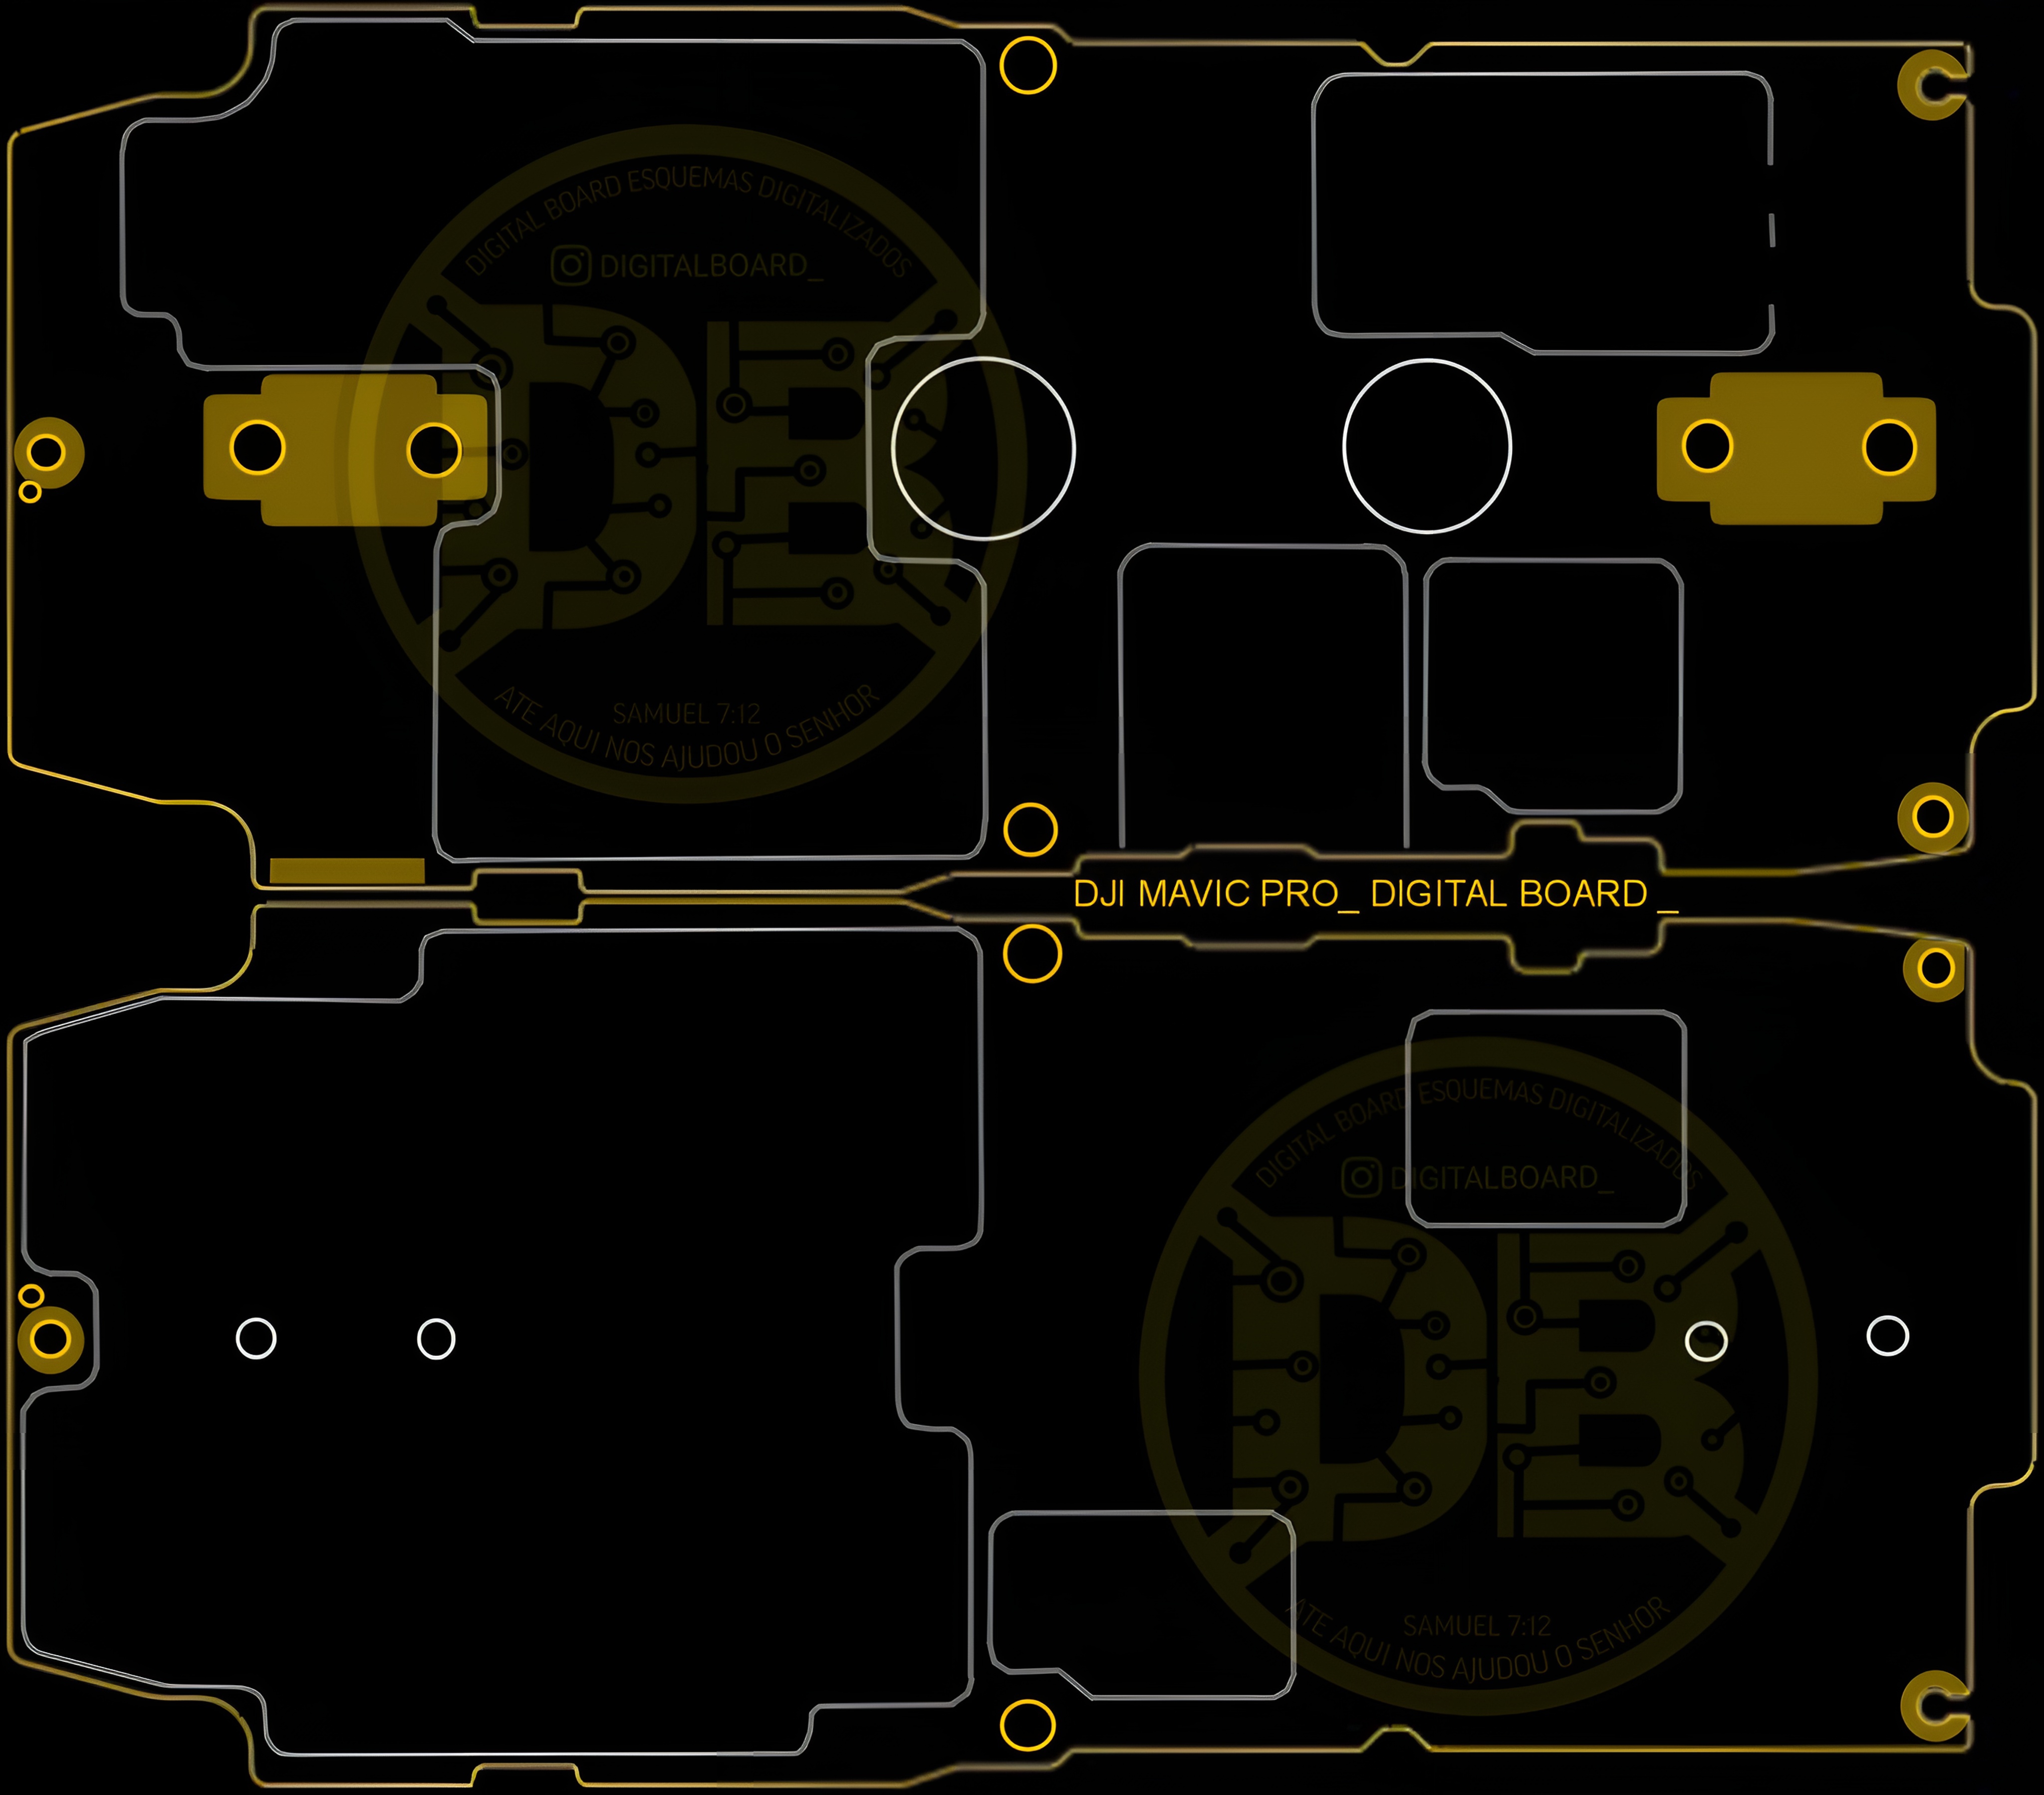 DIGITAL BOARD ESQUEMAS DIGITALIZADOS
DIGITALBOARD_
DB
SAMUEL 7:12
ATE AQUI NOS AJUDOU O SENHOR
DJI MAVIC PRO_ DIGITAL BOARD _
DIGITAL BOARD ESQUEMAS DIGITALIZADOS
DIGITALBOARD_
DB
SAMUEL 7:12
ATE AQUI NOS AJUDOU O SENHOR